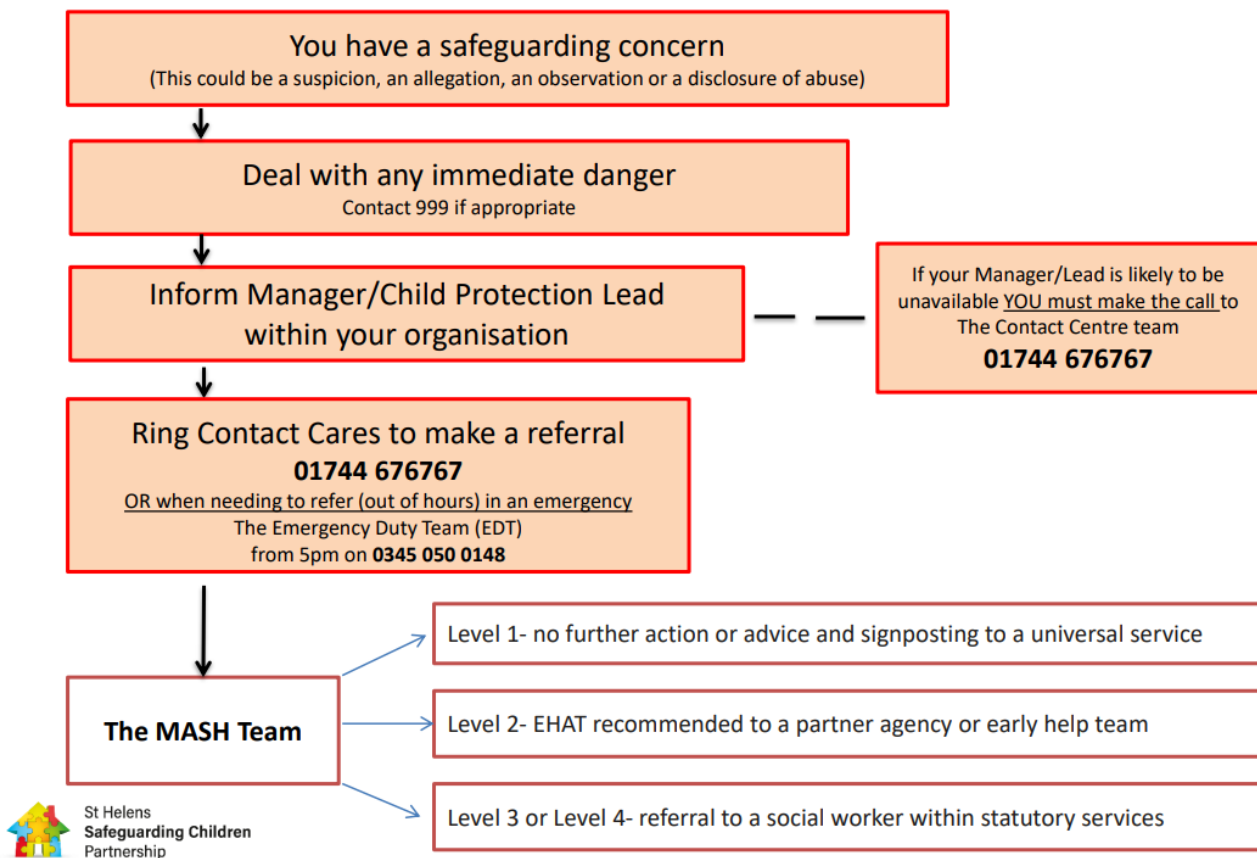 You have a safeguarding concern
(This could be a suspicion, an allegation, an observation or a disclosure of abuse)
Deal with any immediate danger
Contact 999 if appropriate
Inform Manager/Child Protection Lead
within your organisation
If your Manager/Lead is likely to be
unavailable YOU must make the call to
The Contact Centre team
01744 676767
Ring Contact Cares to make a referral
01744 676767
OR when needing to refer (out of hours) in an emergency
The Emergency Duty Team (EDT)
from 5pm on 0345 050 0148
The MASH Team
Level 1- no further action or advice and signposting to a universal service
Level 2- EHAT recommended to a partner agency or early help team
Level 3 or Level 4- referral to a social worker within statutory services
St Helens
Safeguarding Children
Partnership